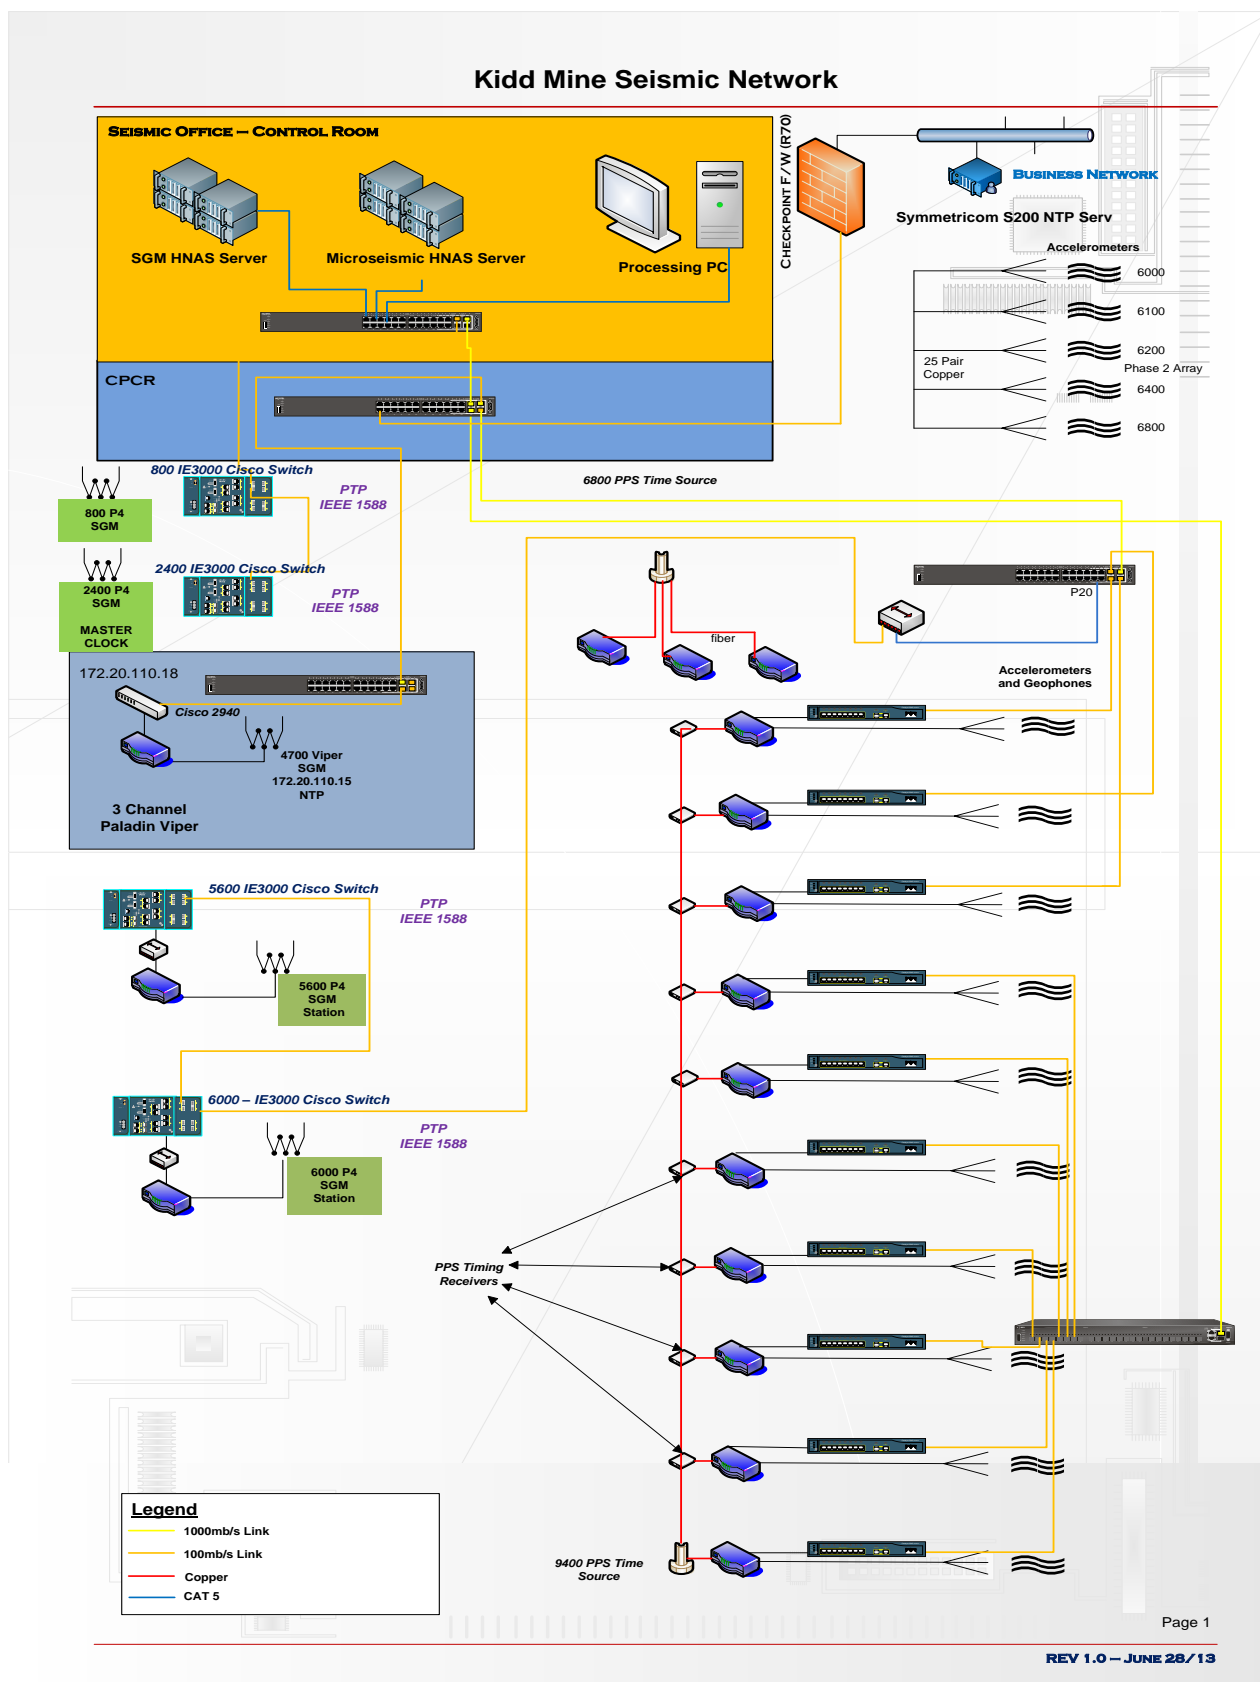 Kidd Mine Seismic Network
SEISMIC OFFICE – CONTROL ROOM
SGM HNAS Server
Microseismic HNAS Server
Processing PC
CHECKPOINT F/W (R70)
BUSINESS NETWORK
Symmetricom S200 NTP Serv
Accelerometers
6000
6100
6200
25 Pair
Copper
Phase 2 Array
6400
6800
CPCR
800 IE3000 Cisco Switch
PTP
IEEE 1588
800 P4
SGM
6800 PPS Time Source
2400 IE3000 Cisco Switch
PTP
IEEE 1588
2400 P4
SGM
MASTER
CLOCK
P20
fiber
Accelerometers
and Geophones
172.20.110.18
Cisco 2940
4700 Viper
SGM
172.20.110.15
NTP
3 Channel
Paladin Viper
5600 IE3000 Cisco Switch
PTP
IEEE 1588
5600 P4
SGM
Station
6000 – IE3000 Cisco Switch
PTP
IEEE 1588
6000 P4
SGM
Station
PPS Timing
Receivers
9400 PPS Time
Source
Legend
1000mb/s Link
100mb/s Link
Copper
CAT 5
Page 1
REV 1.0 – JUNE 28/13